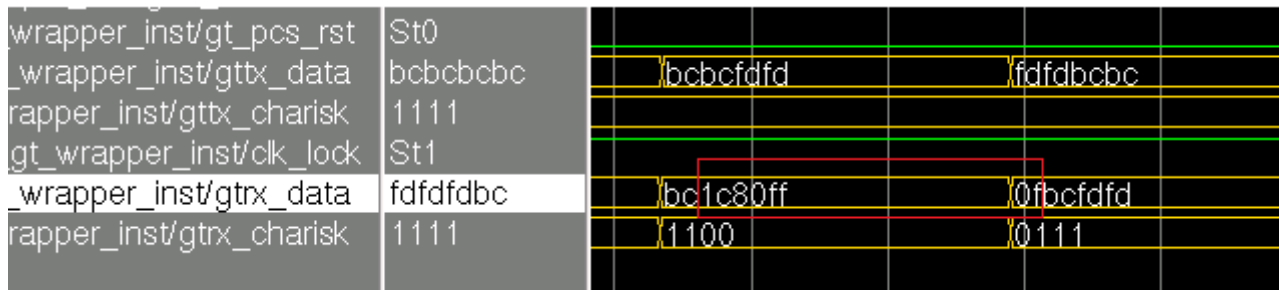 wrapper_inst/gt_pcs_rst St0
_wrapper_inst/gttx_data bcbcbcbc bcbcfdfd fdfdbcbc
rapper_inst/gttx_charisk 1111
gt_wrapper_inst/clk_lock St1
_wrapper_inst/gtrx_data fdfdfdbc bc1c80ff 0fbcfdfd
rapper_inst/gtrx_charisk 1111 1100 0111